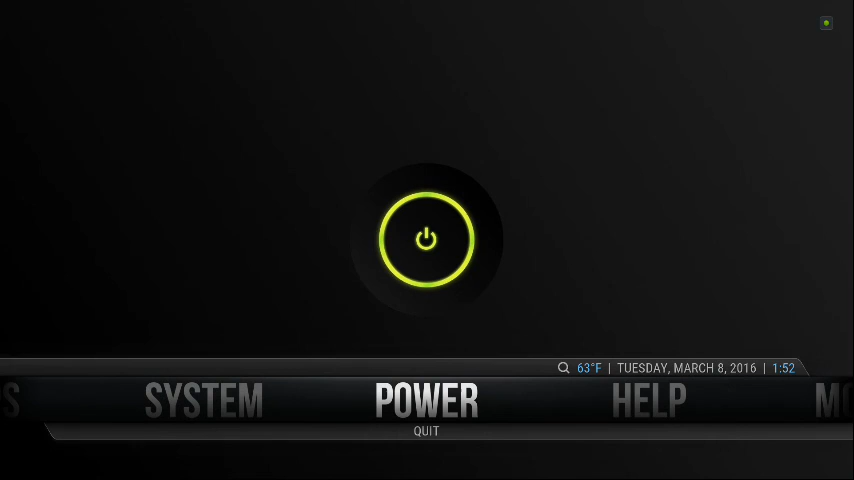 63°F | TUESDAY, MARCH 8, 2016 | 1:52
SYSTEM POWER HELP
QUIT